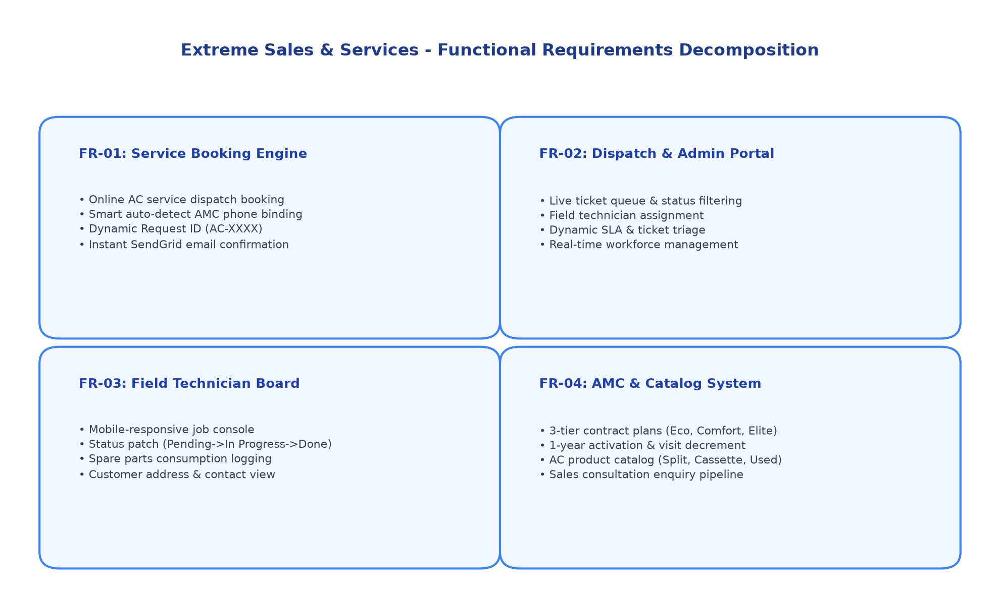 Extreme Sales & Services - Functional Requirements Decomposition
FR-01: Service Booking Engine
• Online AC service dispatch booking
• Smart auto-detect AMC phone binding
• Dynamic Request ID (AC-XXXX)
• Instant SendGrid email confirmation
FR-02: Dispatch & Admin Portal
• Live ticket queue & status filtering
• Field technician assignment
• Dynamic SLA & ticket triage
• Real-time workforce management
FR-03: Field Technician Board
• Mobile-responsive job console
• Status patch (Pending->In Progress->Done)
• Spare parts consumption logging
• Customer address & contact view
FR-04: AMC & Catalog System
• 3-tier contract plans (Eco, Comfort, Elite)
• 1-year activation & visit decrement
• AC product catalog (Split, Cassette, Used)
• Sales consultation enquiry pipeline